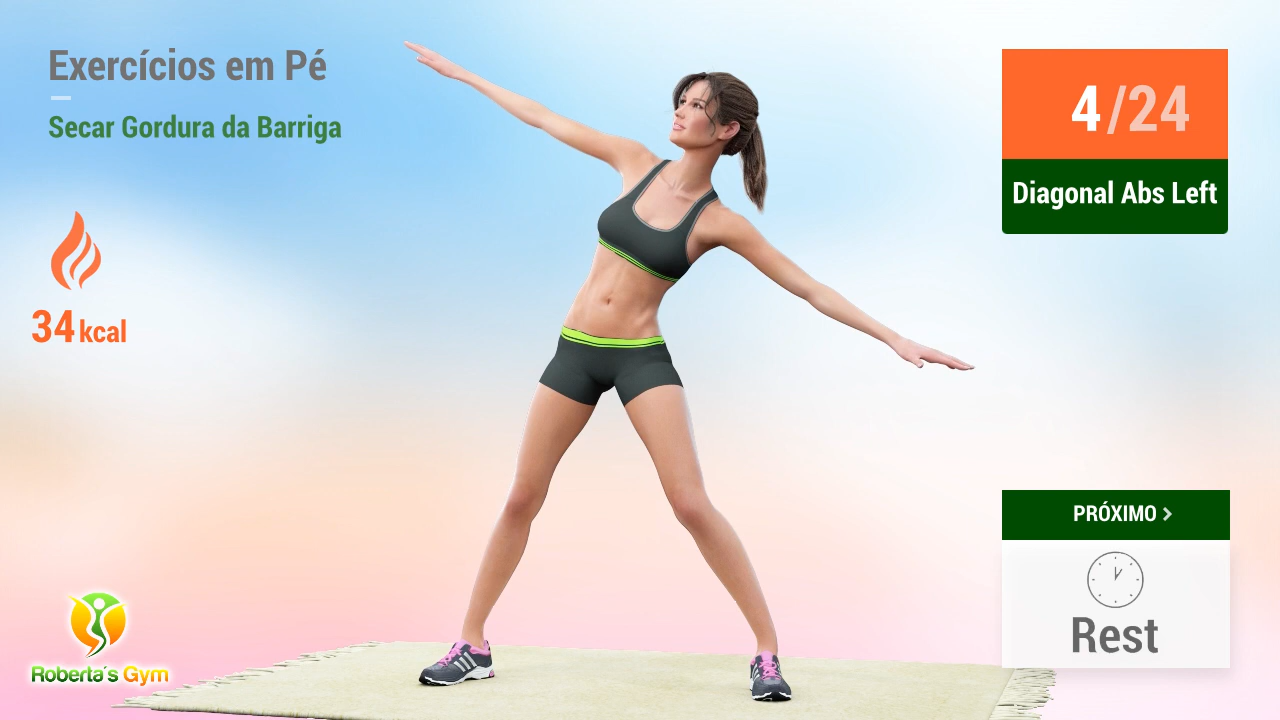 Exercícios em Pé
Secar Gordura da Barriga
4/24
Diagonal Abs Left
34 kcal
PRÓXIMO >
Rest
Roberta´s Gym